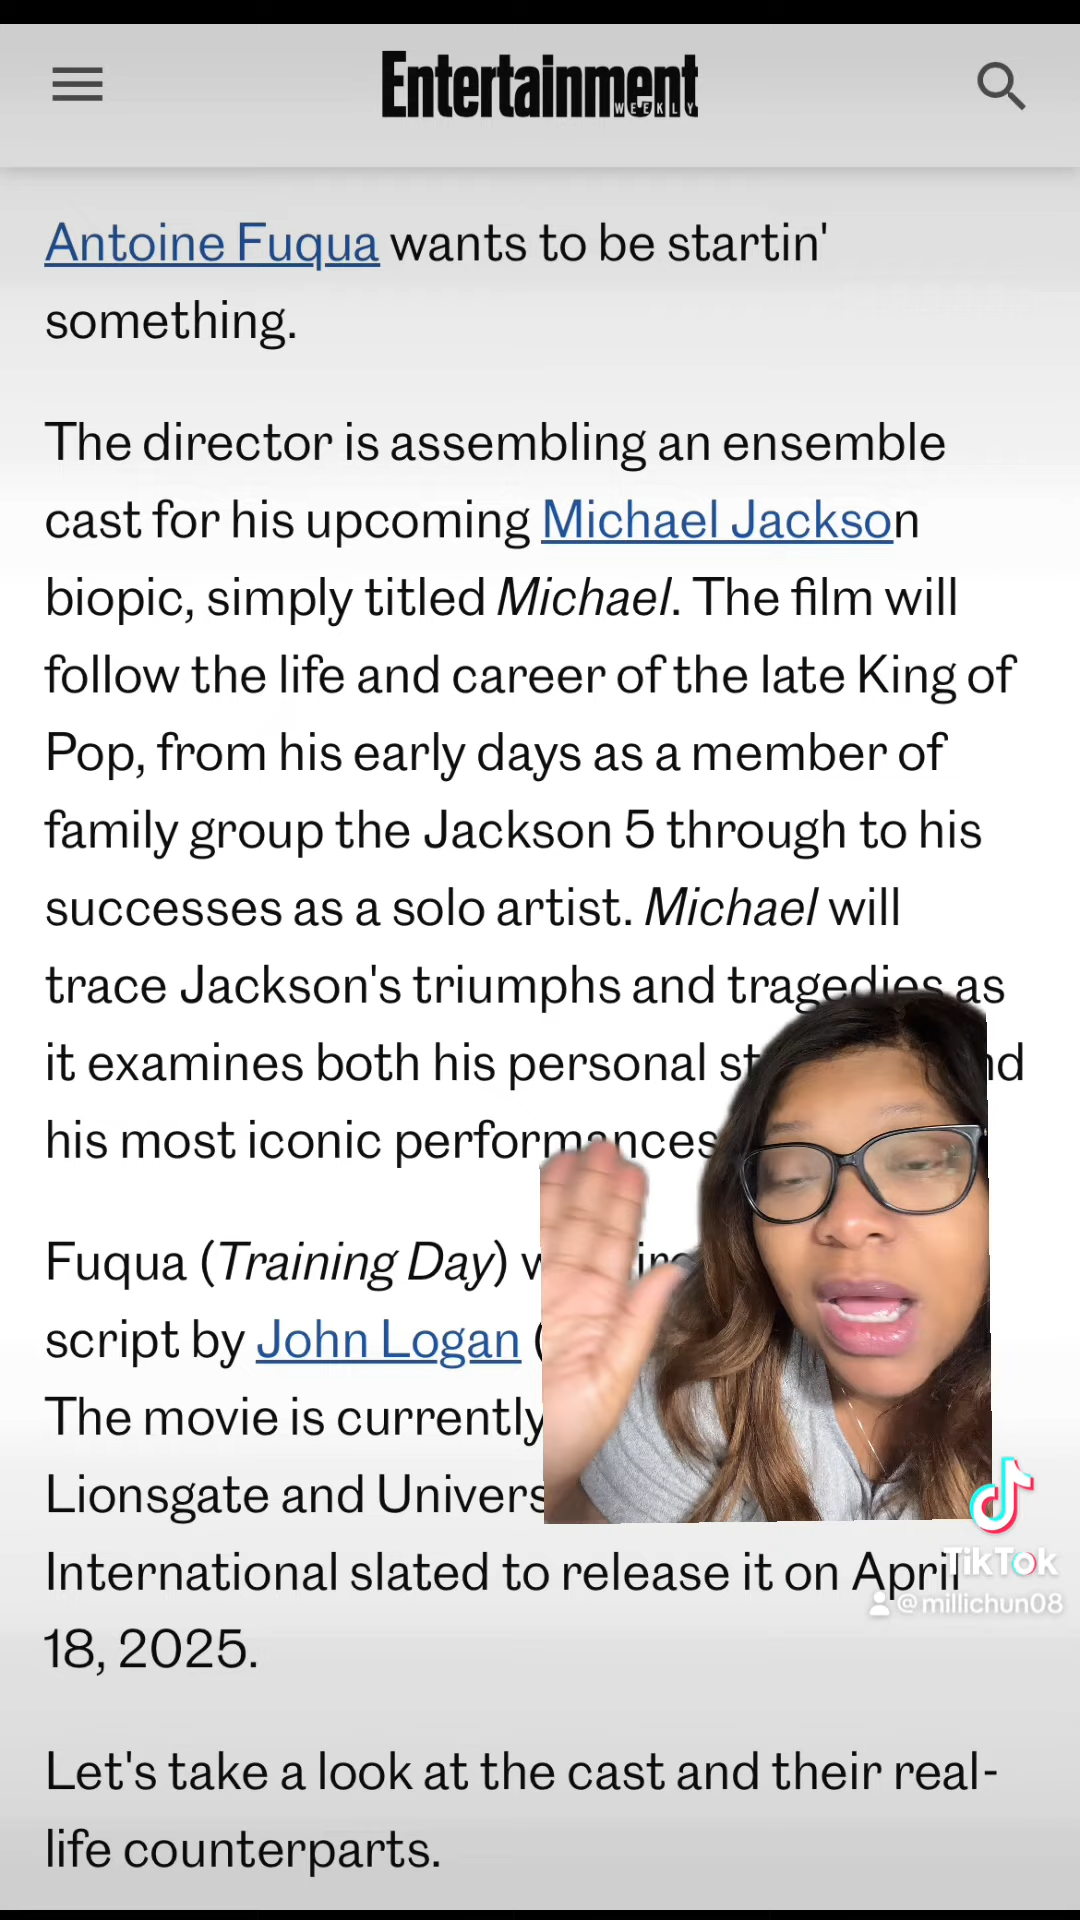 Entertainment
WEEKLY
Antoine Fuqua wants to be startin'
something.
The director is assembling an ensemble
cast for his upcoming Michael Jackson
biopic, simply titled Michael. The film will
follow the life and career of the late King of
Pop, from his early days as a member of
family group the Jackson 5 through to his
successes as a solo artist. Michael will
trace Jackson's triumphs and tragedies as
it examines both his personal
his most iconic performances
Fuqua (Training Day)
script by John Logan (
The movie is currently
Lionsgate and
International slated to release it on April
18, 2025.
TikTok
@millichun08
Let's take a look at the cast and their real-
life counterparts.